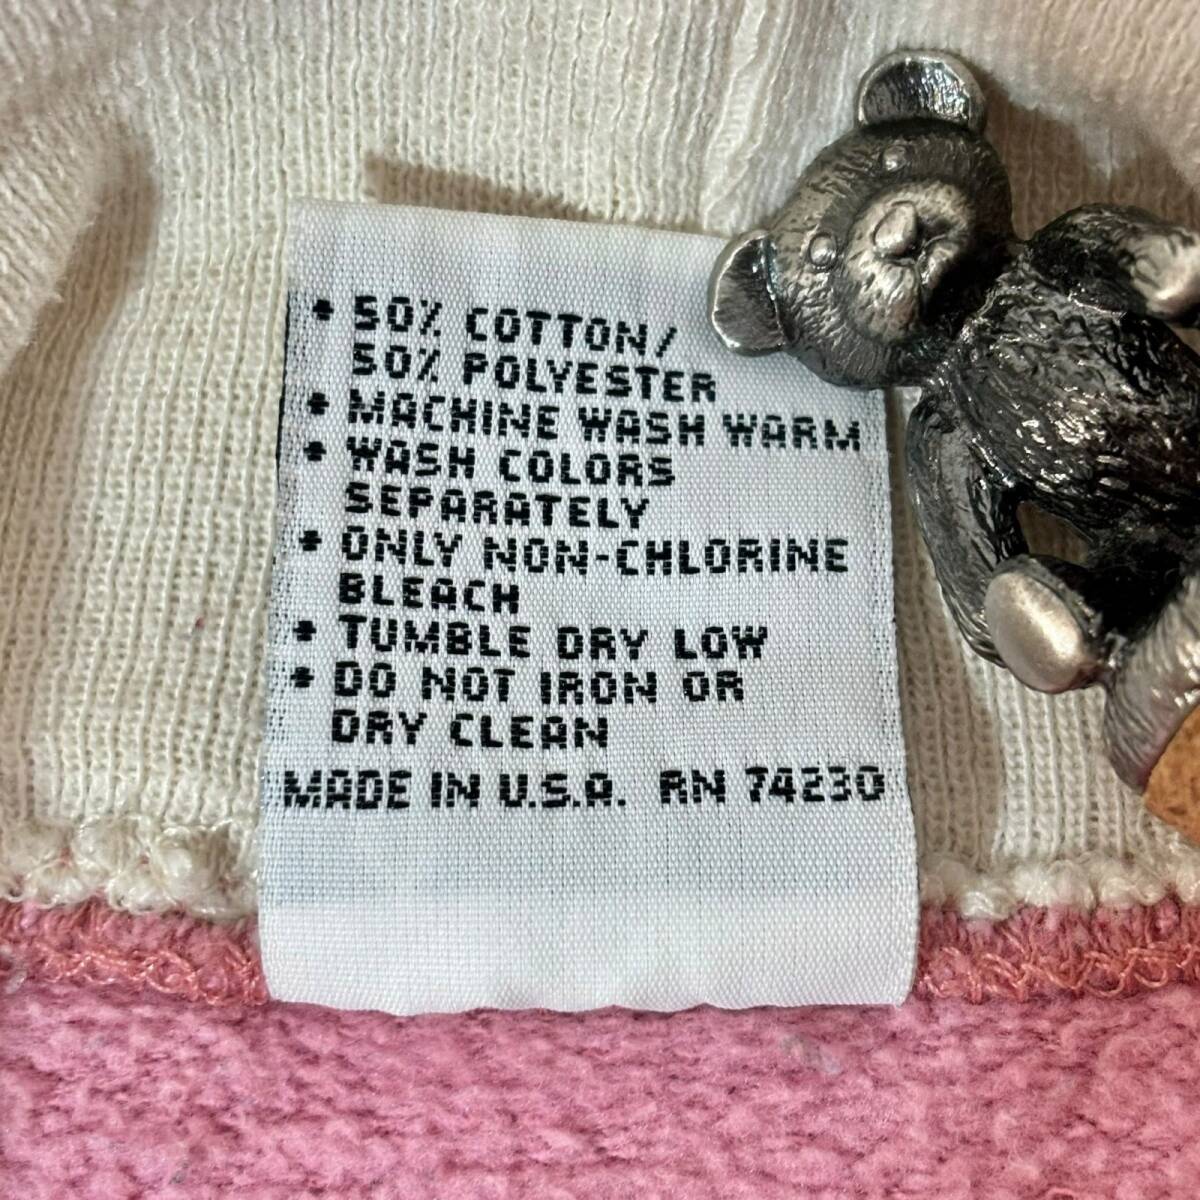 • 50% COTTON/
50% POLYESTER
• MACHINE WASH WARM
• WASH COLORS
SEPARATELY
• ONLY NON-CHLORINE
BLEACH
• TUMBLE DRY LOW
• DO NOT IRON OR
DRY CLEAN
MADE IN U.S.A. RN 74230